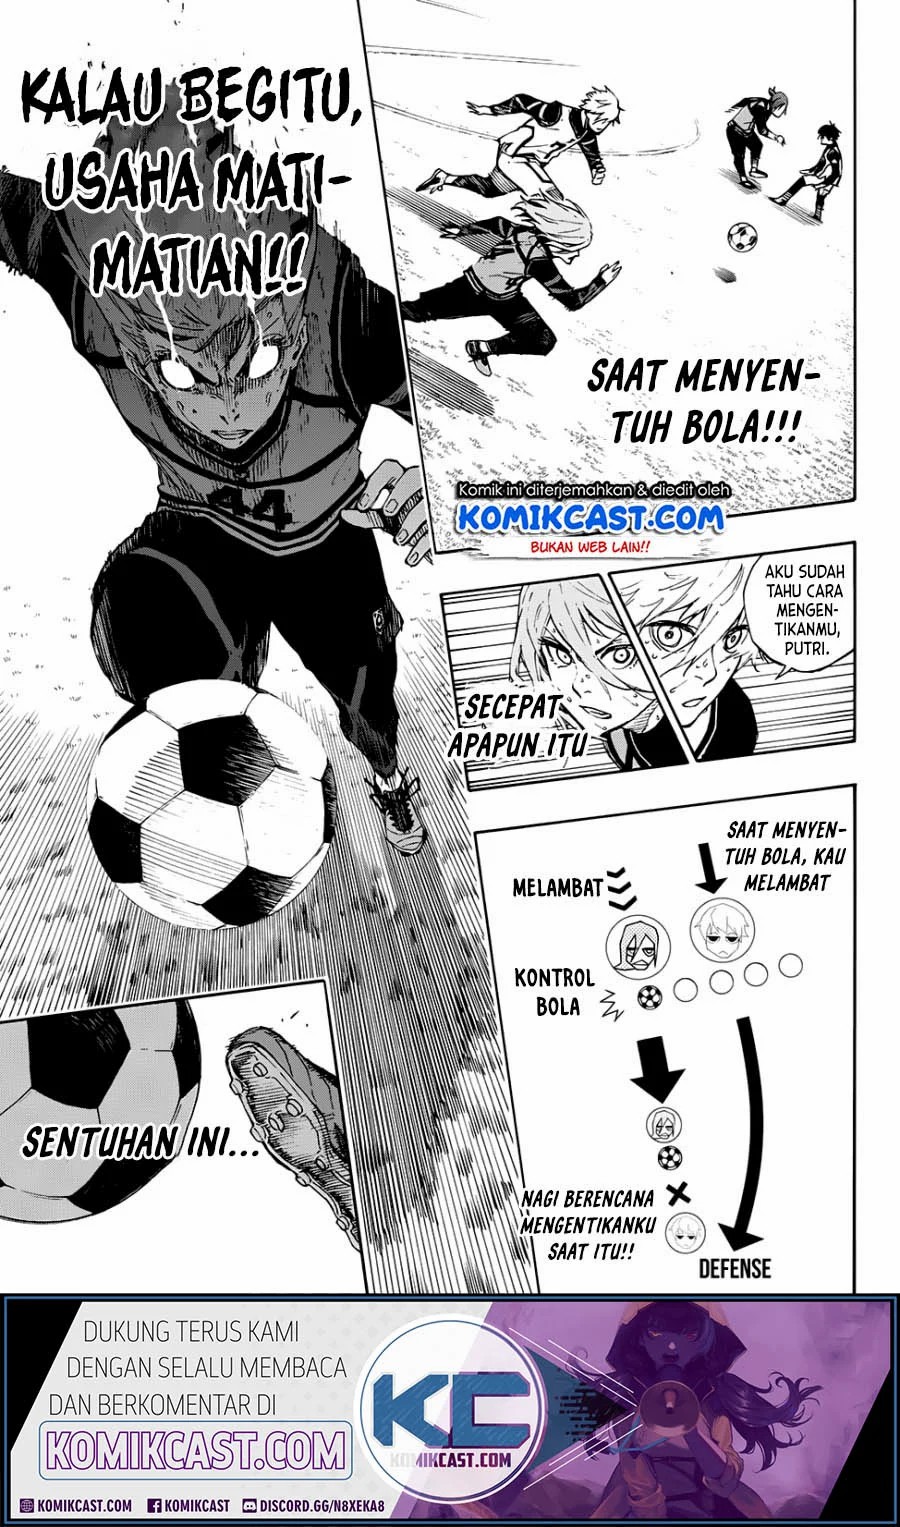 KALAU BEGITU,
USAHA MATI-
MATIAN!!
SAAT MENYEN-
TUH BOLA!!!
Komik ini diterjemahkan & diedit oleh
KOMIKCAST.COM
BUKAN WEB LAIN!!
44
AKU SUDAH
TAHU CARA
MENGEN-
TIKANMU,
PUTRI.
SECEPAT
APAPUN ITU
SAAT MENYEN-
TUH BOLA, KAU
MELAMBAT
MELAMBAT
KONTROL
BOLA
NAGI BERENCANA
MENGENTIKANKU
SAAT ITU!!
DEFENSE
SENTUHAN INI...
DUKUNG TERUS KAMI
DENGAN SELALU MEMBACA
DAN BERKOMENTAR DI
KOMIKCAST.COM
KC
KOMIKCAST.COM
KOMIKCAST.COM
KOMIKCAST
DISCORD.GG/N8XEKA8